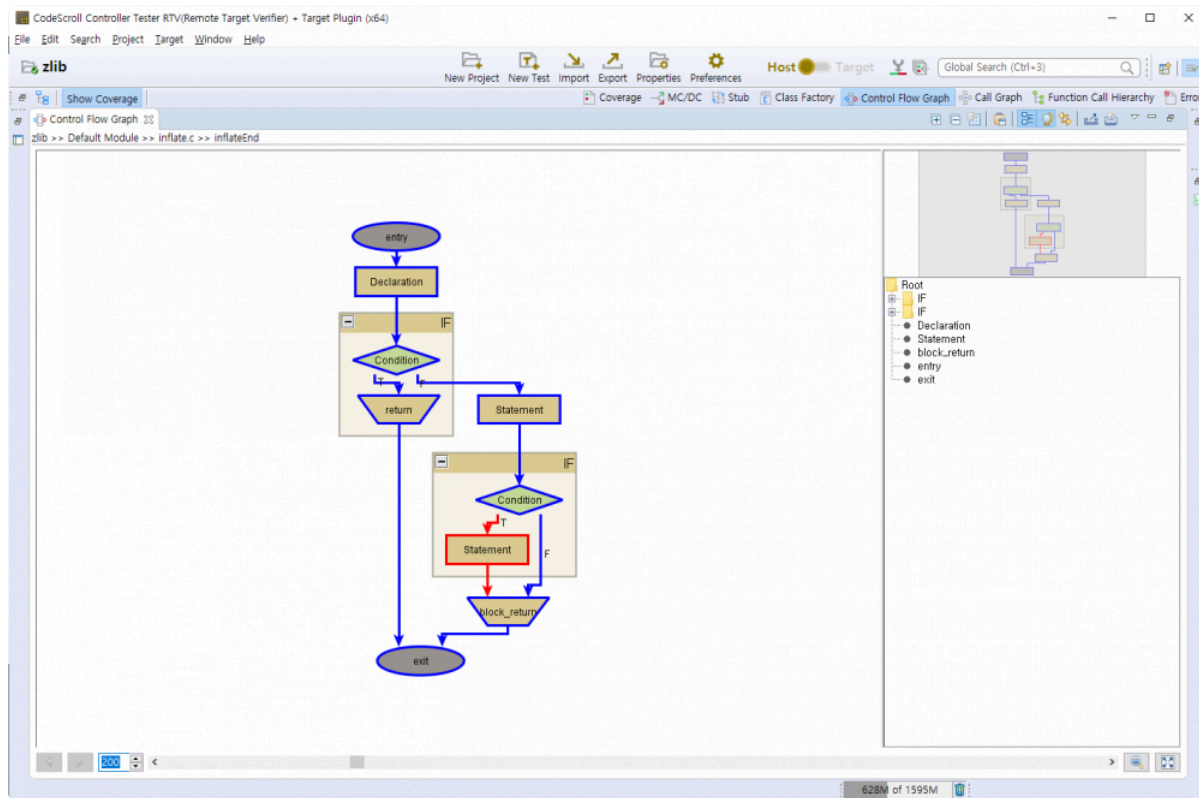 CodeScroll Controller Tester RTV(Remote Target Verifier) + Target Plugin (x64)
File Edit Search Project Target Window Help
zlib
New Project New Test Import Export Properties Preferences
Host Target
Global Search (Ctrl+3)
Show Coverage
Coverage MC/DC Stub Class Factory Control Flow Graph Call Graph Function Call Hierarchy
Control Flow Graph
zlib >> Default Module >> inflate.c >> inflateEnd
entry
Declaration
IF
Condition
T F
return
Statement
IF
Condition
T
Statement
F
block_return
exit
Root
IF
IF
Declaration
Statement
block_return
entry
exit
200
628M of 1595M